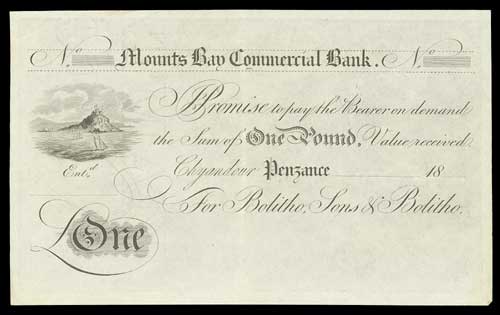 No Mounts Bay Commercial Bank. No
I Promise to pay the Bearer on demand
the Sum of One Pound, Value received
Chyandour Penzance 18
Entd
For Bolitho, Sons & Bolitho.
£One